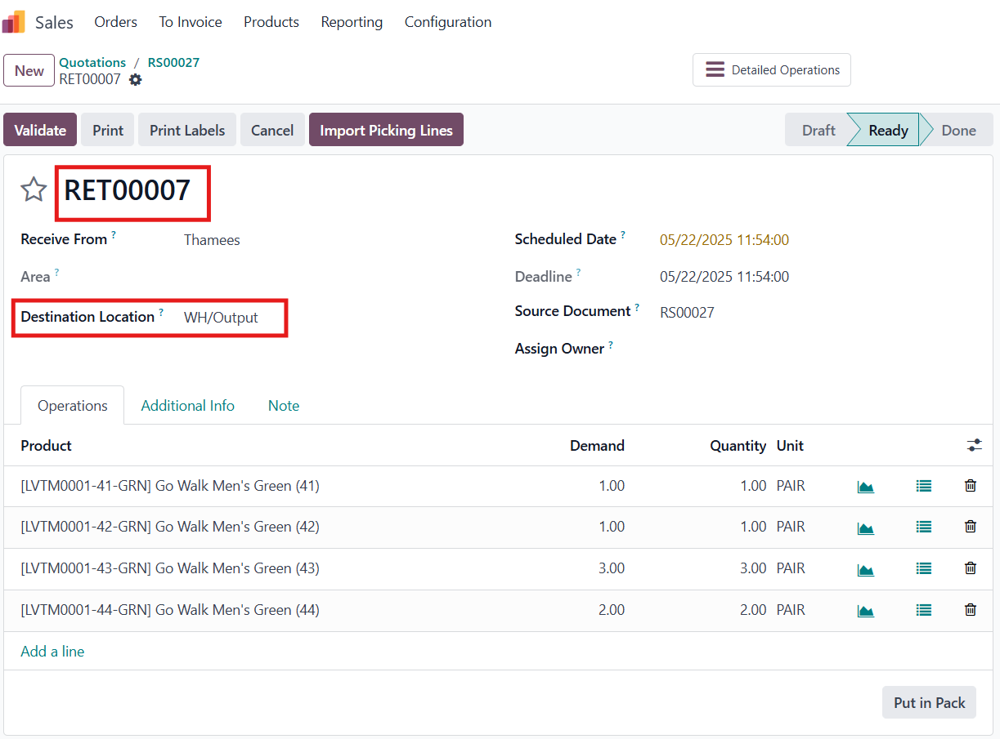 Sales Orders To Invoice Products Reporting Configuration
New Quotations / RS00027
RET00007
Detailed Operations
Validate Print Print Labels Cancel Import Picking Lines Draft Ready Done
RET00007
Receive From ? Thamees
Area ?
Destination Location ? WH/Output
Scheduled Date ? 05/22/2025 11:54:00
Deadline ? 05/22/2025 11:54:00
Source Document ? RS00027
Assign Owner ?
Operations Additional Info Note
Product Demand Quantity Unit
[LVTM0001-41-GRN] Go Walk Men's Green (41) 1.00 1.00 PAIR
[LVTM0001-42-GRN] Go Walk Men's Green (42) 1.00 1.00 PAIR
[LVTM0001-43-GRN] Go Walk Men's Green (43) 3.00 3.00 PAIR
[LVTM0001-44-GRN] Go Walk Men's Green (44) 2.00 2.00 PAIR
Add a line
Put in Pack